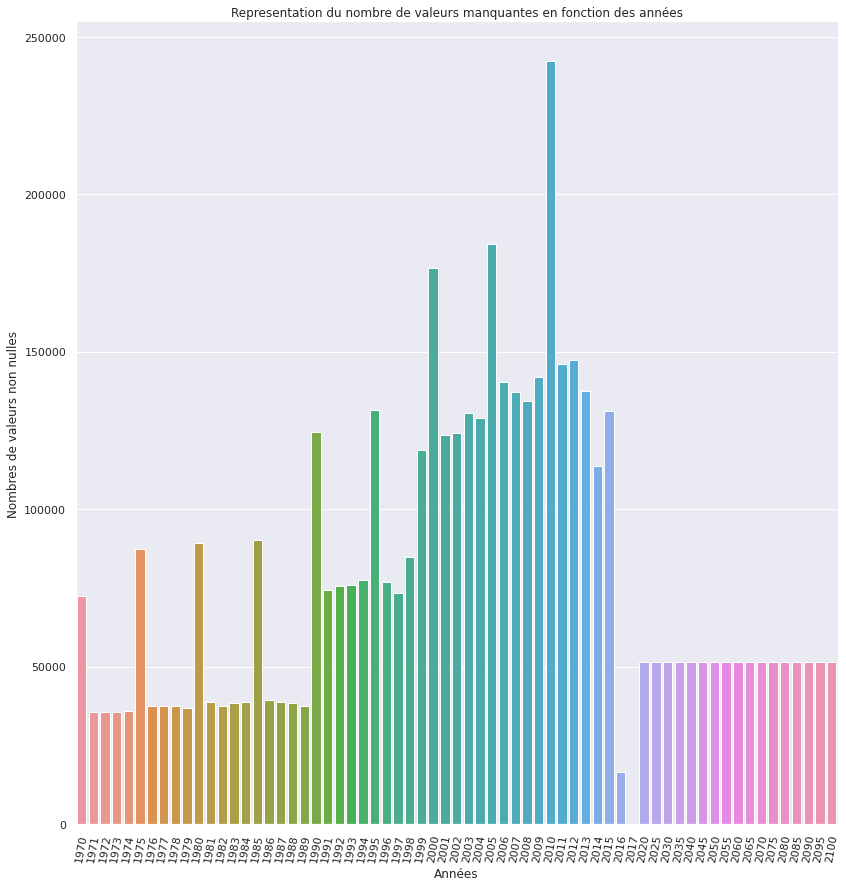 Representation du nombre de valeurs manquantes en fonction des années
Nombres de valeurs non nulles
250000
200000
150000
100000
50000
0
1970 1971 1972 1973 1974 1975 1976 1977 1978 1979 1980 1981 1982 1983 1984 1985 1986 1987 1988 1989 1990 1991 1992 1993 1994 1995 1996 1997 1998 1999 2000 2001 2002 2003 2004 2005 2006 2007 2008 2009 2010 2011 2012 2013 2014 2015 2016 2017 2020 2025 2030 2035 2040 2045 2050 2055 2060 2065 2070 2075 2080 2085 2090 2095 2100
Années